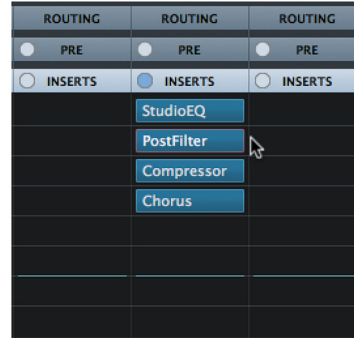 ROUTING ROUTING ROUTING
PRE PRE PRE
INSERTS INSERTS INSERTS
StudioEQ
PostFilter
Compressor
Chorus